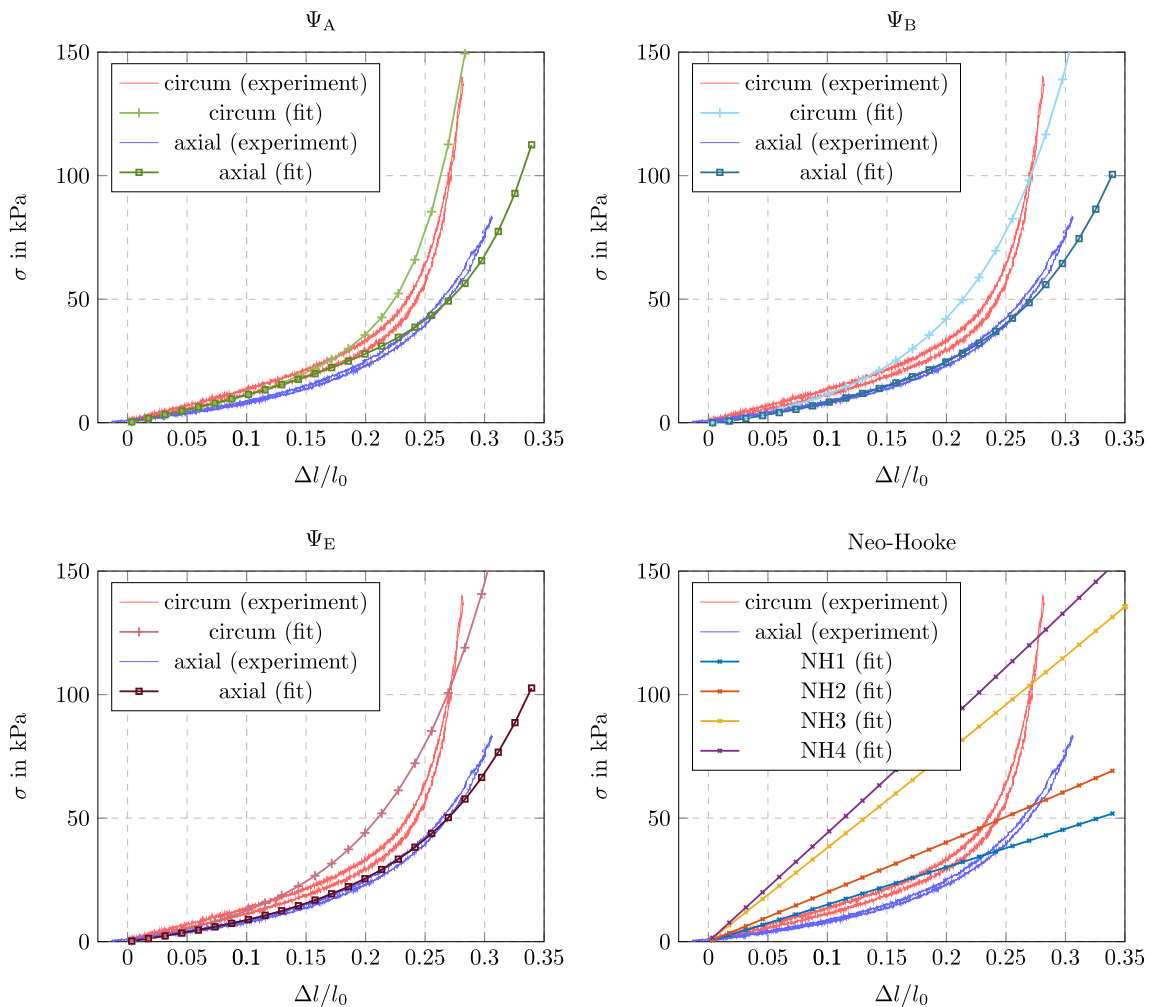 Ψ_A
150
100
50
0
0
0.05
0.1
0.15
0.2
0.25
0.3
0.35
σ in kPa
Δl/l₀
circum (experiment)
circum (fit)
axial (experiment)
axial (fit)
Ψ_B
150
100
50
0
0
0.05
0.1
0.15
0.2
0.25
0.3
0.35
σ in kPa
Δl/l₀
circum (experiment)
circum (fit)
axial (experiment)
axial (fit)
Ψ_E
150
100
50
0
0
0.05
0.1
0.15
0.2
0.25
0.3
0.35
σ in kPa
Δl/l₀
circum (experiment)
circum (fit)
axial (experiment)
axial (fit)
Neo-Hooke
150
100
50
0
0
0.05
0.1
0.15
0.2
0.25
0.3
0.35
σ in kPa
Δl/l₀
circum (experiment)
axial (experiment)
NH1 (fit)
NH2 (fit)
NH3 (fit)
NH4 (fit)